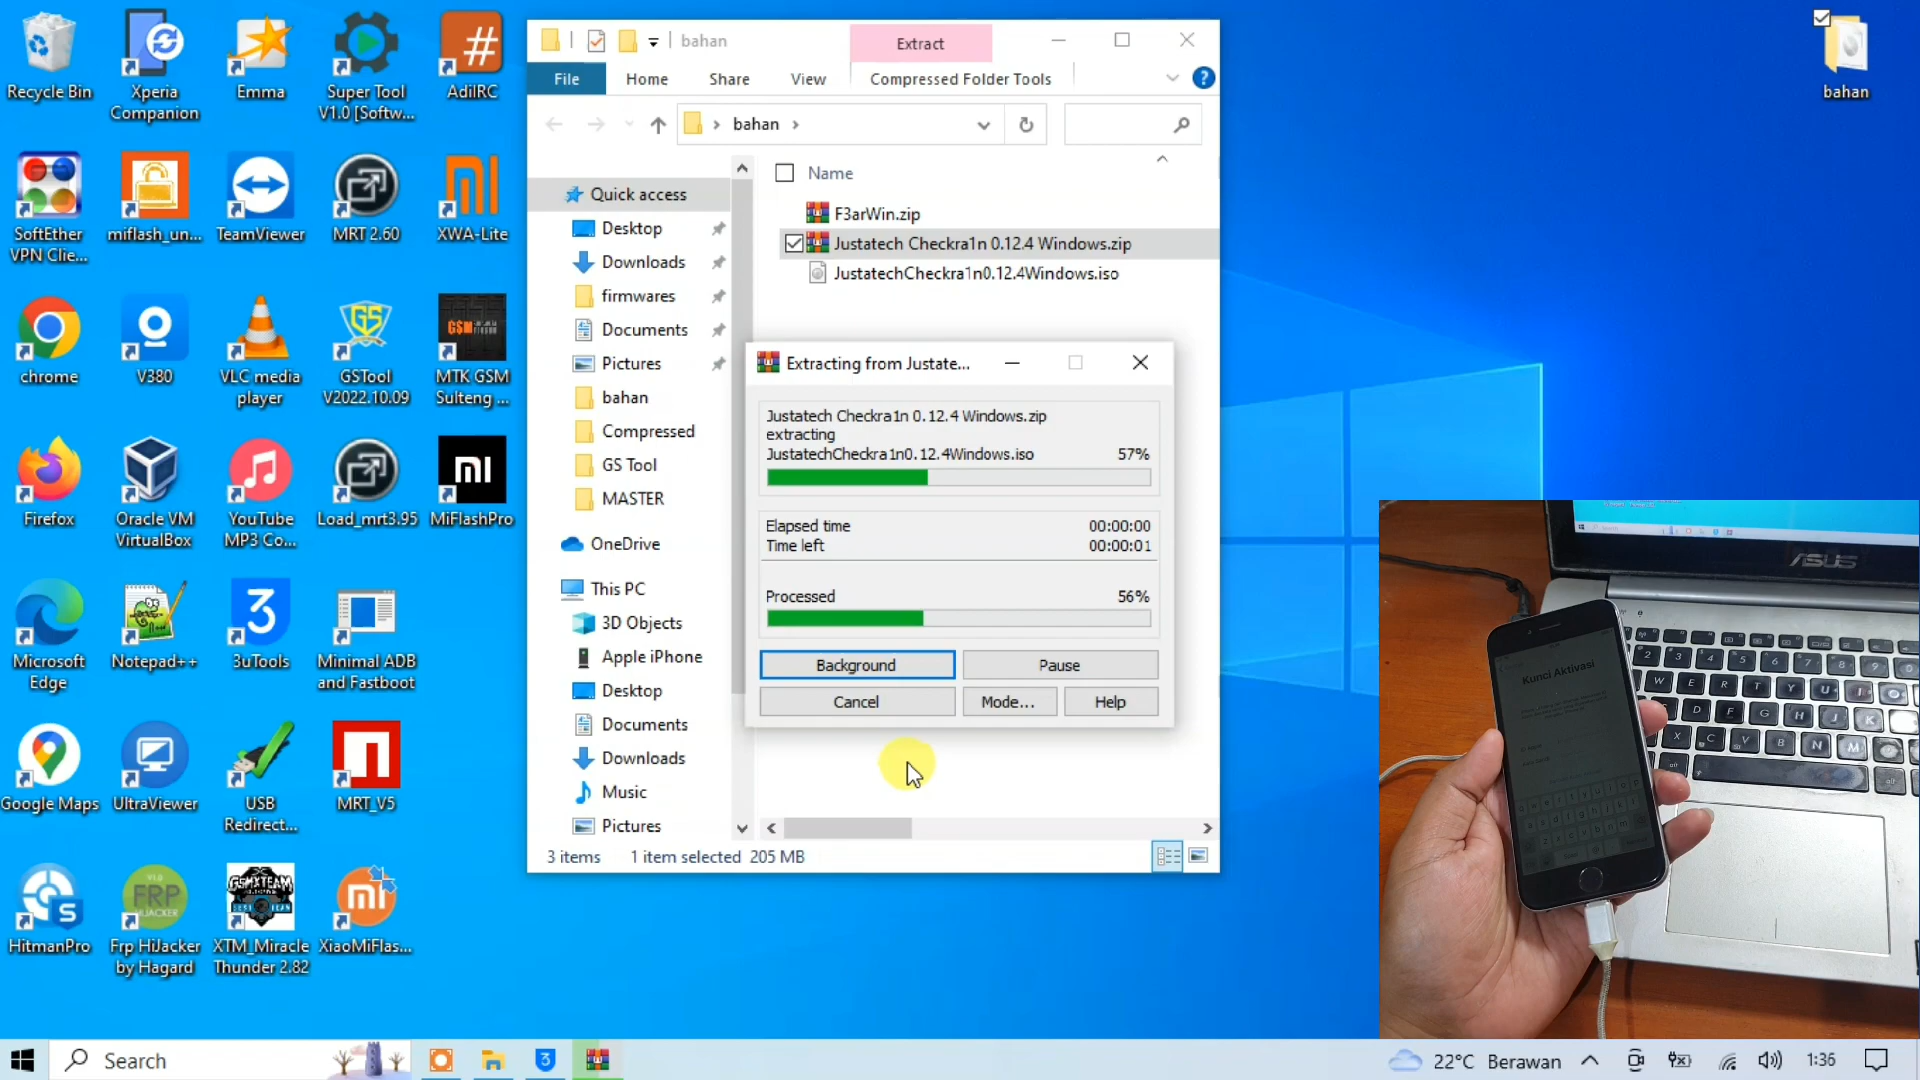 Recycle Bin
Xperia
Companion
Emma
Super Tool
V1.0 [Softw...
AdilRC
SoftEther
VPN Clie...
miflash_un...
TeamViewer
MRT 2.60
XWA-Lite
chrome
V380
VLC media
player
GSTool
V2022.10.09
MTK GSM
Sulteng ...
Firefox
Oracle VM
VirtualBox
YouTube
MP3 Co...
Load_mrt3.95
MiFlashPro
Microsoft
Edge
Notepad++
3uTools
Minimal ADB
and Fastboot
Google Maps
UltraViewer
USB
Redirect...
MRT_V5
HitmanPro
Frp HiJacker
by Hagard
XTM_Miracle
Thunder 2.82
XiaoMiFlas...
bahan
Extract
File
Home
Share
View
Compressed Folder Tools
bahan
Name
F3arWin.zip
Justatech Checkra1n 0.12.4 Windows.zip
JustatechCheckra1n0.12.4Windows.iso
Quick access
Desktop
Downloads
firmwares
Documents
Pictures
bahan
Compressed
GS Tool
MASTER
OneDrive
This PC
3D Objects
Apple iPhone
Desktop
Documents
Downloads
Music
Pictures
3 items
1 item selected 205 MB
Extracting from Justate...
Justatech Checkra1n 0.12.4 Windows.zip
extracting
JustatechCheckra1n0.12.4Windows.iso 57%
Elapsed time 00:00:00
Time left 00:00:01
Processed 56%
Background
Pause
Cancel
Mode...
Help
bahan
ASUS
Kunci Aktivasi
Search
22°C Berawan
1:36